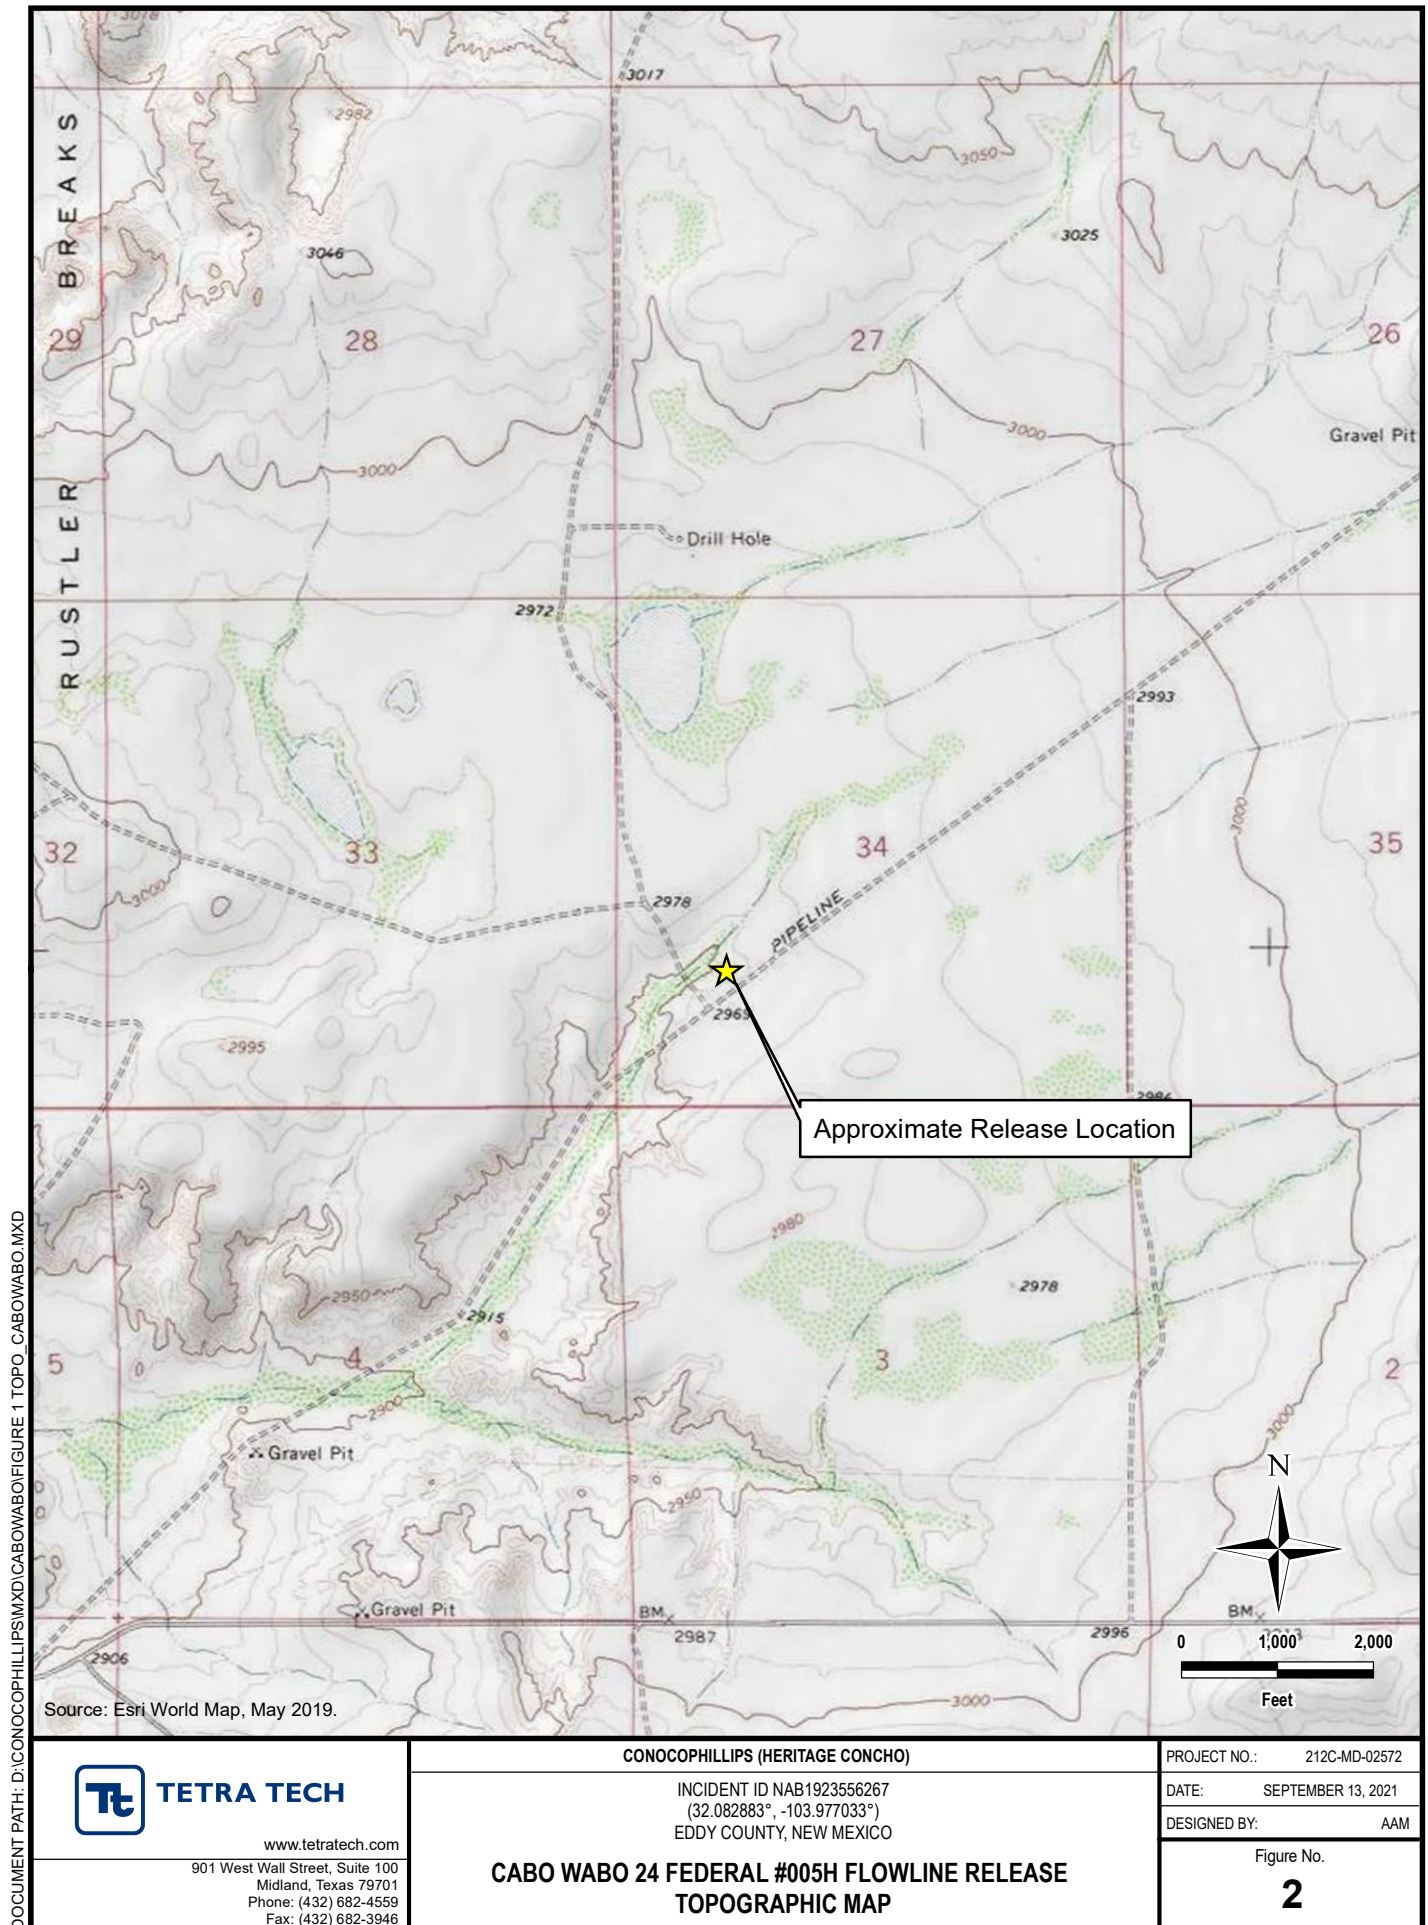 3078
3017
2982
3050
3025
3046
RUSTLER BREAKS
29
28
27
26
3000
3000
Gravel Pit
Drill Hole
2972
2993
3000
32
33
34
35
3000
2978
PIPELINE
2965
2995
2986
Approximate Release Location
2980
2978
2950
2915
5
4
3
2
2900
3000
Gravel Pit
N
2950
Gravel Pit
BM
2987
2996
BM
2906
0 1,000 2,000
Feet
3000
Source: Esri World Map, May 2019.
DOCUMENT PATH: D:\CONOCOPHILLIPS\MXD\CABOWABO\FIGURE 1 TOPO_CABOWABO.MXD
Tt TETRA TECH
www.tetratech.com
901 West Wall Street, Suite 100
Midland, Texas 79701
Phone: (432) 682-4559
Fax: (432) 682-3946
CONOCOPHILLIPS (HERITAGE CONCHO)
INCIDENT ID NAB1923556267
(32.082883°, -103.977033°)
EDDY COUNTY, NEW MEXICO
CABO WABO 24 FEDERAL #005H FLOWLINE RELEASE
TOPOGRAPHIC MAP
PROJECT NO.: 212C-MD-02572
DATE: SEPTEMBER 13, 2021
DESIGNED BY: AAM
Figure No.
2